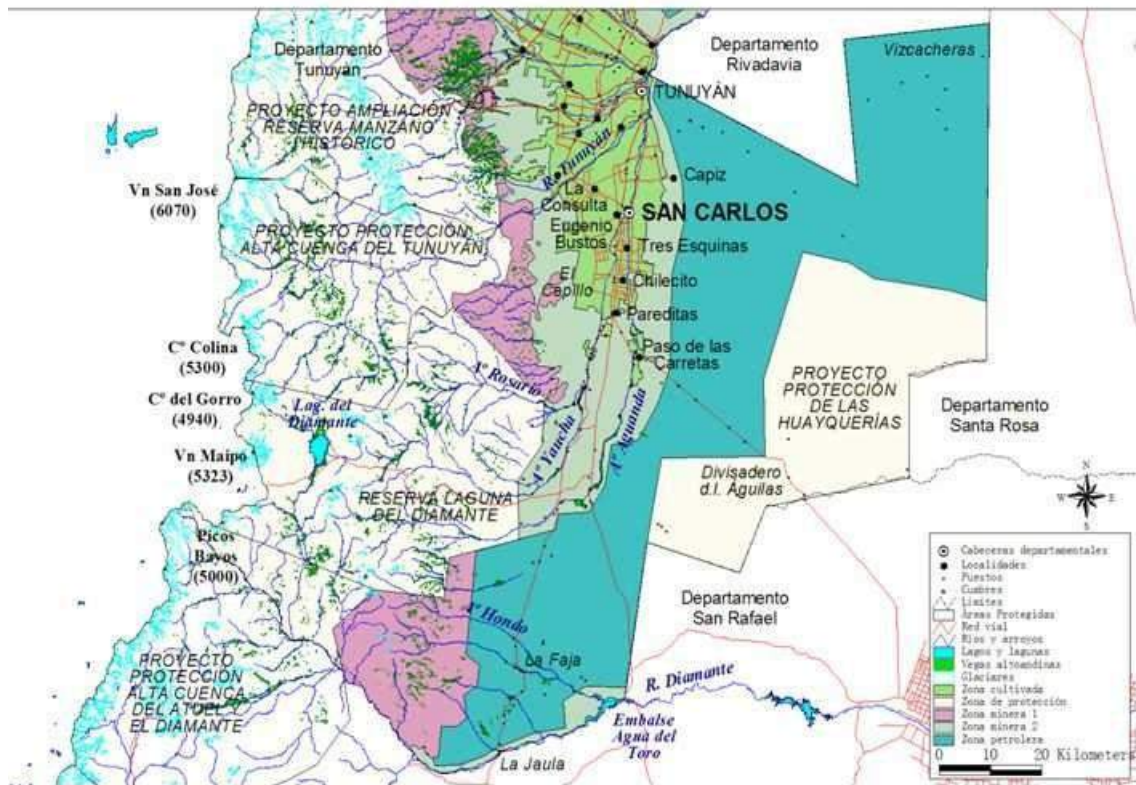 Departamento
Tunuyán
Departamento
Rivadavia
Vizcacheras
TUNUYÁN
PROYECTO AMPLIACIÓN
RESERVA MANZANO
HISTÓRICO
R. Tunuyán
Vn San José
(6070)
La
Consulta
Capiz
SAN CARLOS
Eugenio
Bustos
PROYECTO PROTECCIÓN
ALTA CUENCA DEL TUNUYÁN
Tres Esquinas
El
Capillo
Chilecito
Pareditas
Cº Colina
(5300)
Aº Rosario
Paso de las
Carretas
PROYECTO
PROTECCIÓN
DE LAS
HUAYQUERÍAS
Cº del Gorro
(4940)
Lag. del
Diamante
Departamento
Santa Rosa
Aº Yaucha
Aº Aguanda
Vn Maipo
(5323)
Divisadero
d.l. Águilas
RESERVA LAGUNA
DEL DIAMANTE
N
W
E
S
Picos
Bayos
(5000)
Departamento
San Rafael
Aº Hondo
La Faja
R. Diamante
PROYECTO
PROTECCIÓN
ALTA CUENCA
DEL ATUEL
EL DIAMANTE
Embalse
Agua del
Toro
La Jaula
Cabeceras departamentales
Localidades
Puestos
Cumbres
Límites
Áreas Protegidas
Red vial
Ríos y arroyos
Lagos y lagunas
Vegas altoandinas
Glaciares
Zona cultivada
Zona de protección
Zona minera 1
Zona minera 2
Zona petrolera
0 10 20 Kilometers